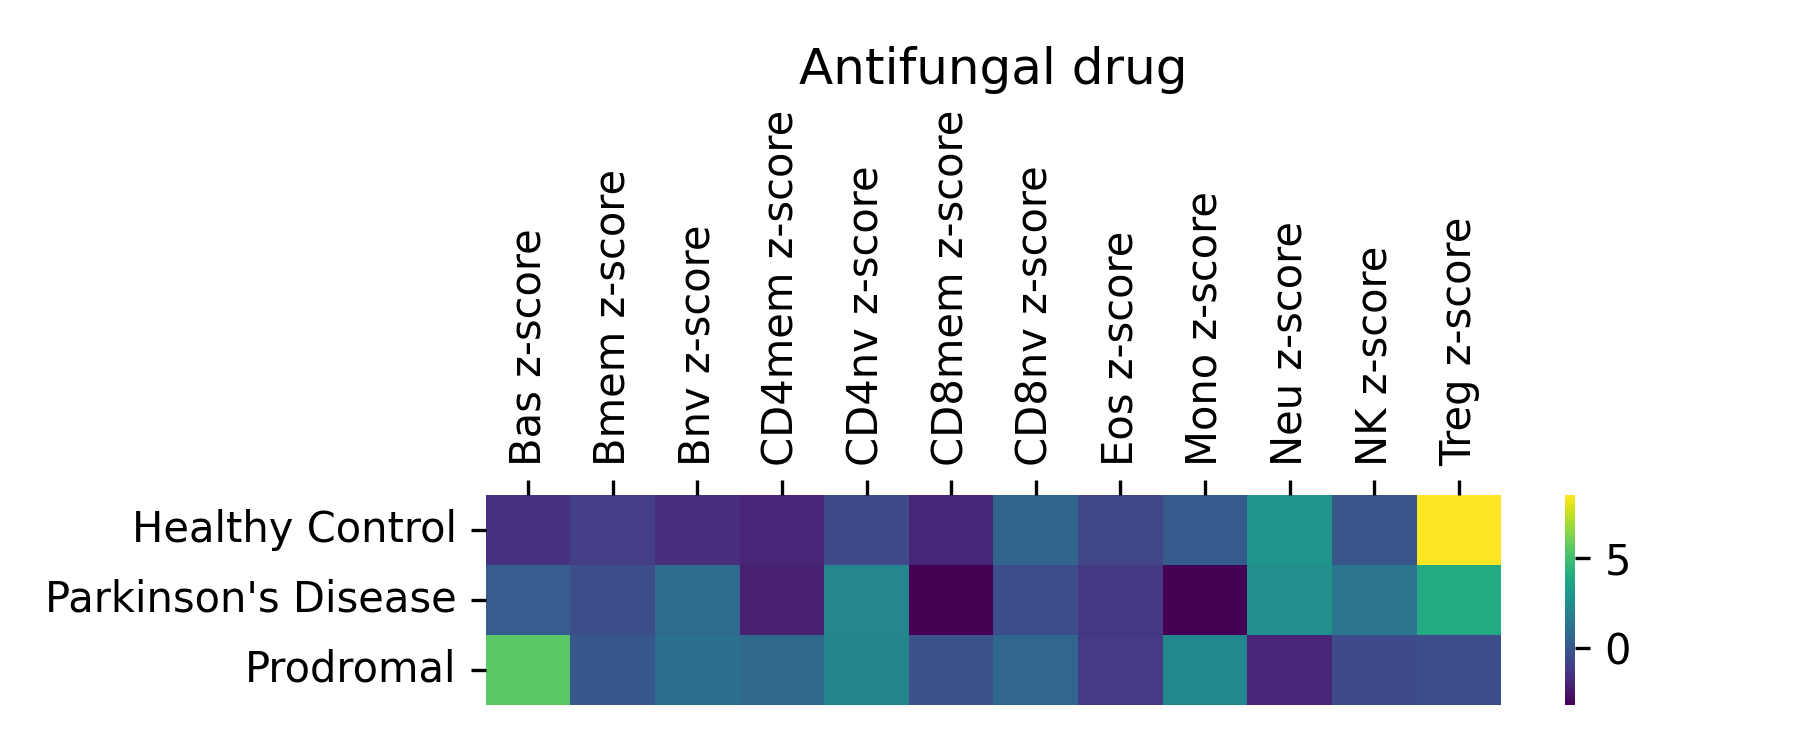 Antifungal drug
Bas z-score
Bmem z-score
Bnv z-score
CD4mem z-score
CD4nv z-score
CD8mem z-score
CD8nv z-score
Eos z-score
Mono z-score
Neu z-score
NK z-score
Treg z-score
Healthy Control
Parkinson's Disease
Prodromal
5
0